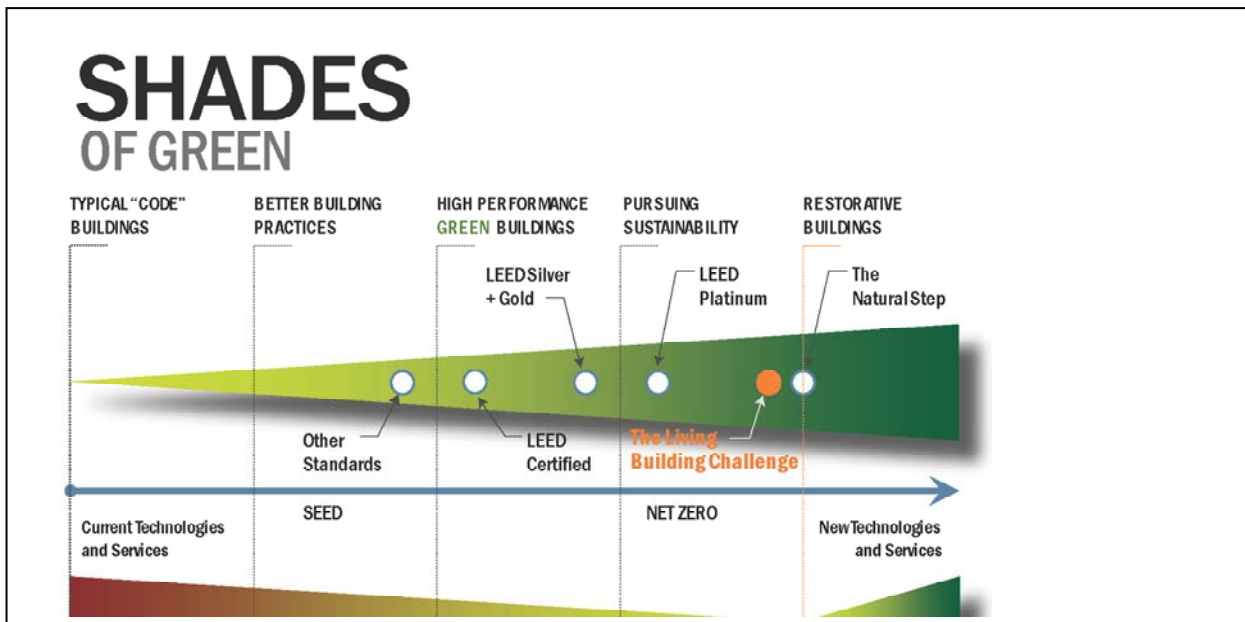 SHADES
OF GREEN
TYPICAL “CODE”
BUILDINGS
BETTER BUILDING
PRACTICES
HIGH PERFORMANCE
GREEN BUILDINGS
PURSUING
SUSTAINABILITY
RESTORATIVE
BUILDINGS
LEED Silver
+ Gold
LEED
Platinum
The
Natural Step
Other
Standards
LEED
Certified
The Living
Building Challenge
SEED
NET ZERO
Current Technologies
and Services
New Technologies
and Services